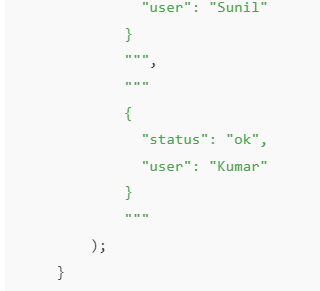 "user": "Sunil"
}
""",
"""
{
"status": "ok",
"user": "Kumar"
}
"""
);
}